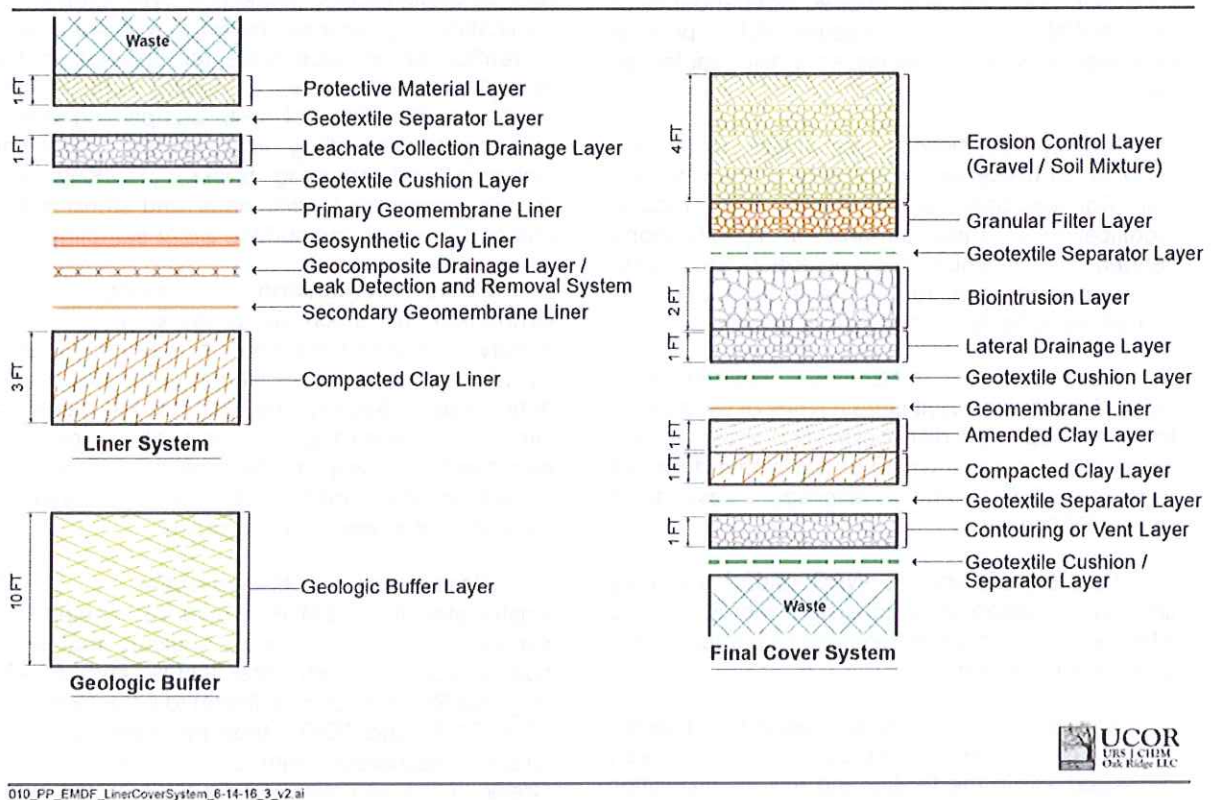 Waste
1 FT
Protective Material Layer
Geotextile Separator Layer
1 FT
Leachate Collection Drainage Layer
Geotextile Cushion Layer
Primary Geomembrane Liner
Geosynthetic Clay Liner
Geocomposite Drainage Layer /
Leak Detection and Removal System
Secondary Geomembrane Liner
3 FT
Compacted Clay Liner
Liner System
10 FT
Geologic Buffer Layer
Geologic Buffer
4 FT
Erosion Control Layer
(Gravel / Soil Mixture)
Granular Filter Layer
Geotextile Separator Layer
2 FT
Biointrusion Layer
1 FT
Lateral Drainage Layer
Geotextile Cushion Layer
Geomembrane Liner
1 FT
Amended Clay Layer
1 FT
Compacted Clay Layer
Geotextile Separator Layer
1 FT
Contouring or Vent Layer
Geotextile Cushion /
Separator Layer
Waste
Final Cover System
UCOR
URS | CH2M
Oak Ridge LLC
010_PP_EMDF_LinerCoverSystem_6-14-16_3_v2.ai